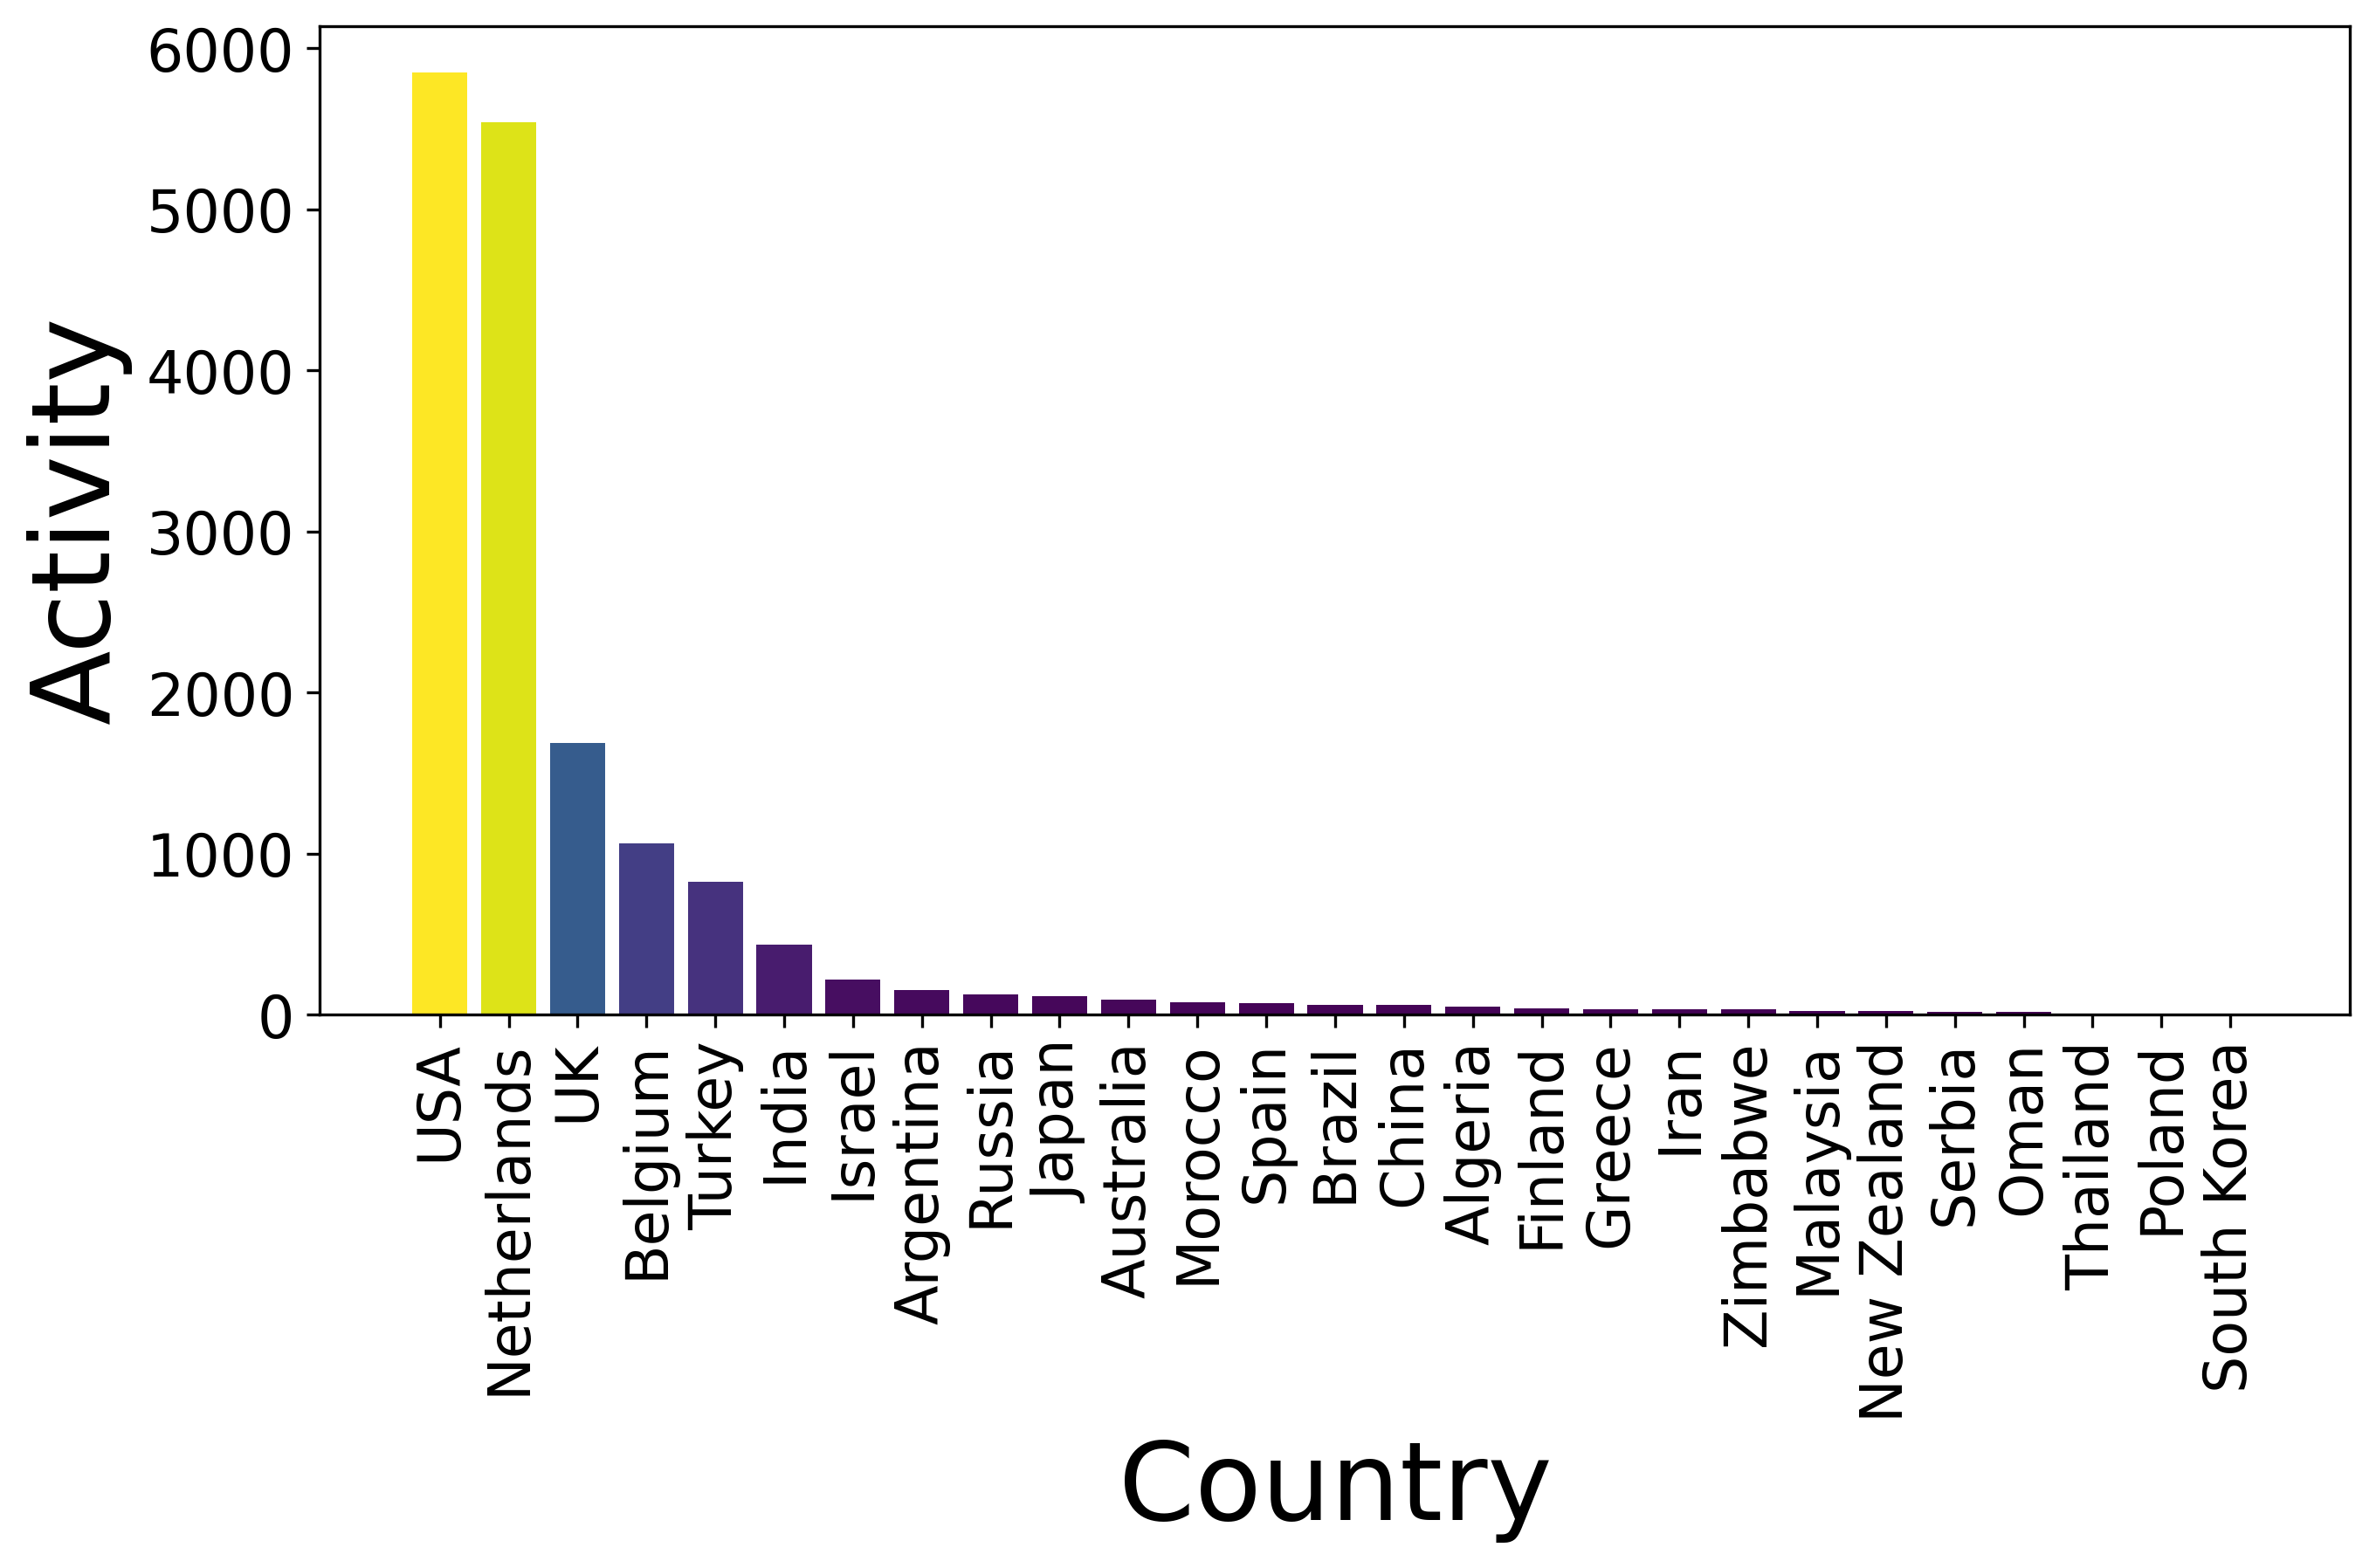 Activity
6000
5000
4000
3000
2000
1000
0
USA
Netherlands
UK
Belgium
Turkey
India
Israel
Argentina
Russia
Japan
Australia
Morocco
Spain
Brazil
China
Algeria
Finland
Greece
Iran
Zimbabwe
Malaysia
New Zealand
Serbia
Oman
Thailand
Poland
South Korea
Country